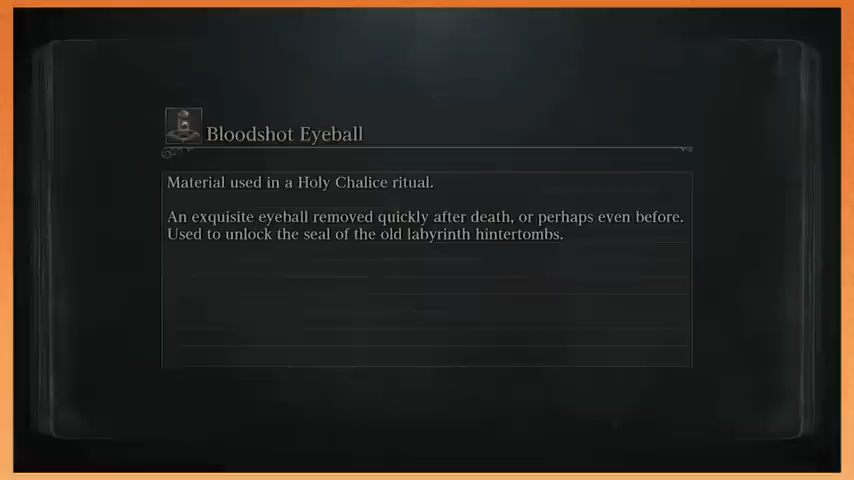 Bloodshot Eyeball
Material used in a Holy Chalice ritual.
An exquisite eyeball removed quickly after death, or perhaps even before.
Used to unlock the seal of the old labyrinth hintertombs.